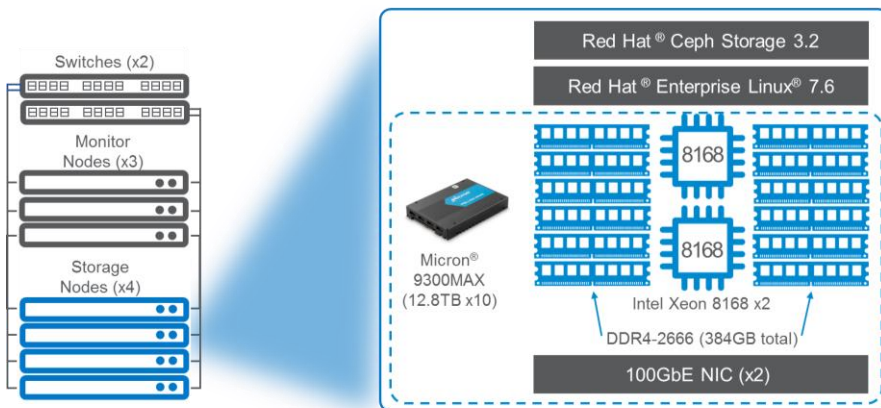 Switches (x2)
Monitor
Nodes (x3)
Storage
Nodes (x4)
Red Hat® Ceph Storage 3.2
Red Hat® Enterprise Linux® 7.6
8168
8168
Micron®
9300MAX
(12.8TB x10)
Intel Xeon 8168 x2
DDR4-2666 (384GB total)
100GbE NIC (x2)